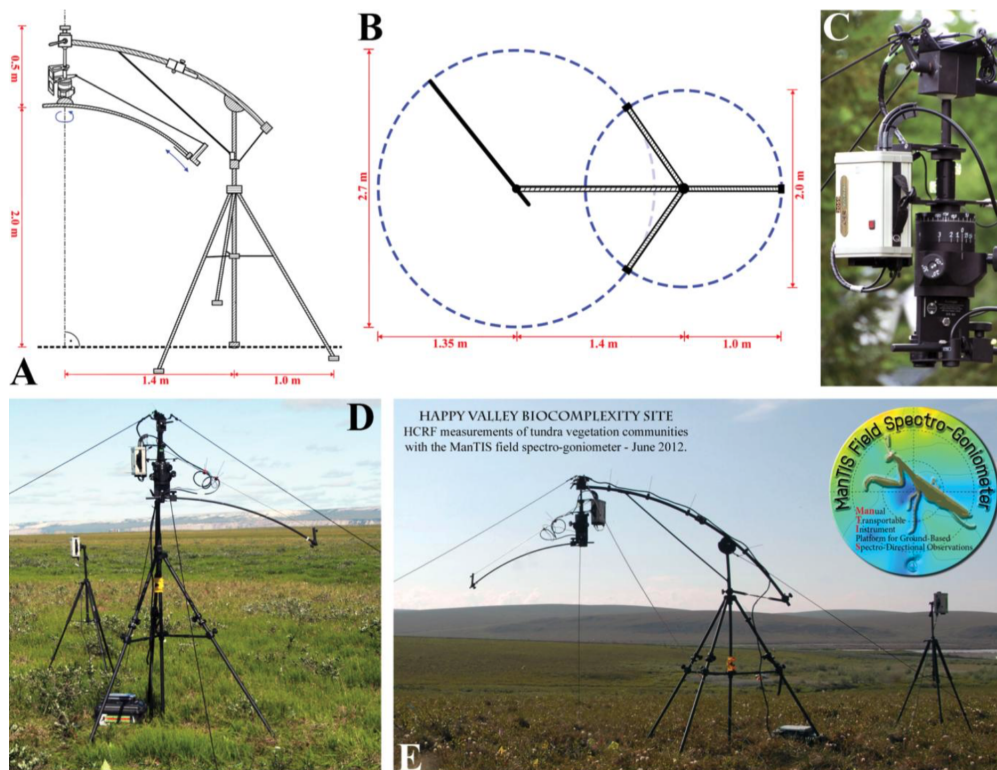 A
0.5 m
2.0 m
1.4 m
1.0 m
B
2.7 m
2.0 m
1.35 m
1.4 m
1.0 m
C
D
E
HAPPY VALLEY BIOCOMPLEXITY SITE
HCRF measurements of tundra vegetation communities
with the ManTIS field spectro-goniometer - June 2012.
ManTIS Field Spectro-Goniometer
Manual
Transportable
Instrument
Platform for Ground-Based
Spectro-Directional Observations